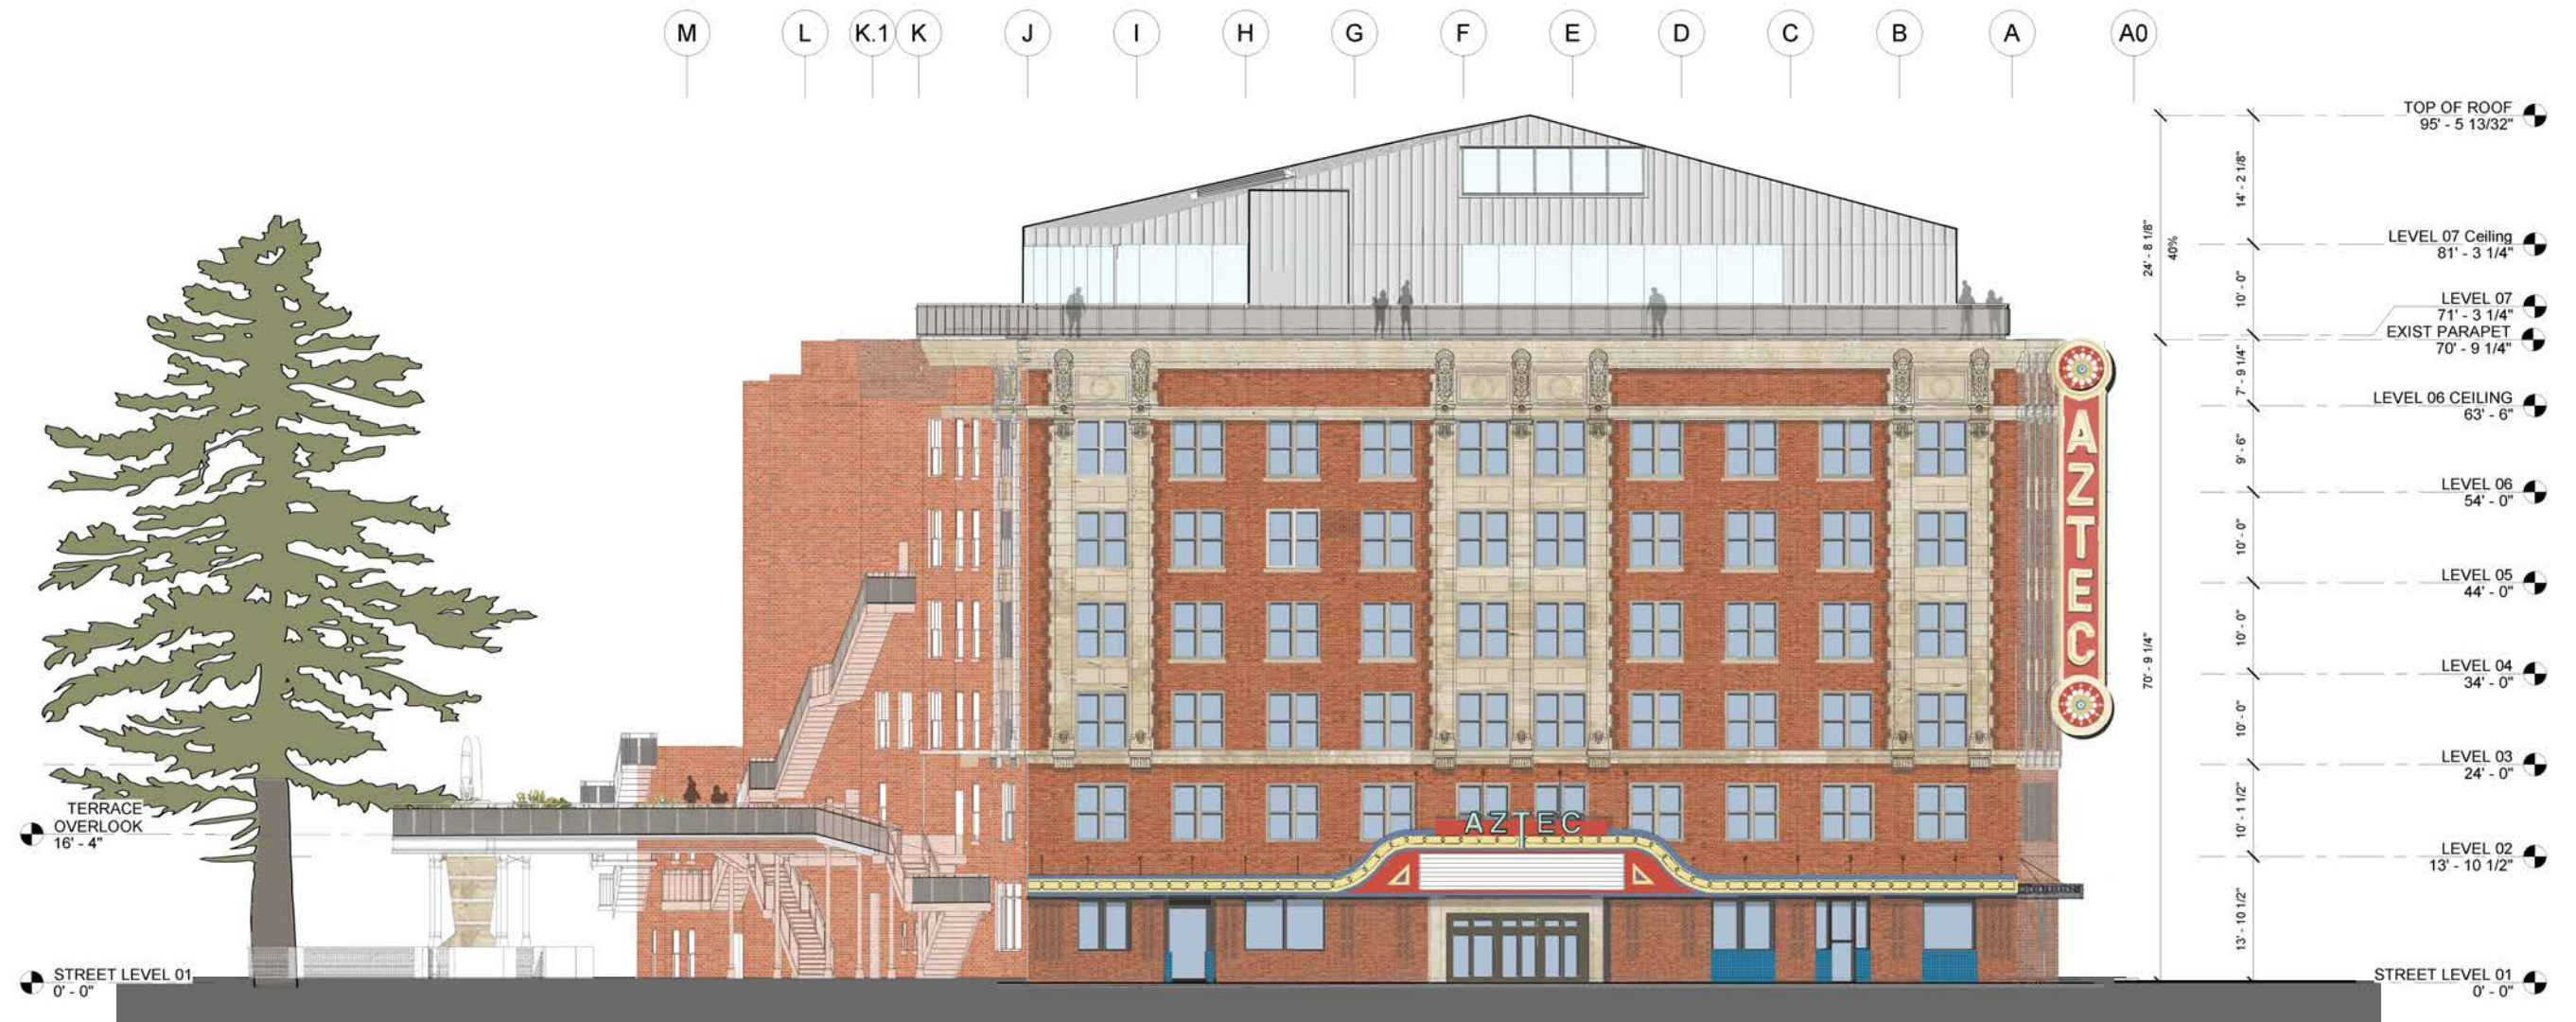 M
L
K.1
K
J
I
H
G
F
E
D
C
B
A
A0
TOP OF ROOF
95' - 5 13/32"
14' - 2 1/8"
24' - 8 1/8"
40%
LEVEL 07 Ceiling
81' - 3 1/4"
10' - 0"
LEVEL 07
71' - 3 1/4"
EXIST PARAPET
70' - 9 1/4"
7' - 9 1/4"
LEVEL 06 CEILING
63' - 6"
9' - 6"
LEVEL 06
54' - 0"
10' - 0"
LEVEL 05
44' - 0"
10' - 0"
70' - 9 1/4"
LEVEL 04
34' - 0"
10' - 0"
LEVEL 03
24' - 0"
10' - 1 1/2"
LEVEL 02
13' - 10 1/2"
13' - 10 1/2"
STREET LEVEL 01
0' - 0"
AZTEC
AZTEC
TERRACE
OVERLOOK
16' - 4"
STREET LEVEL 01
0' - 0"